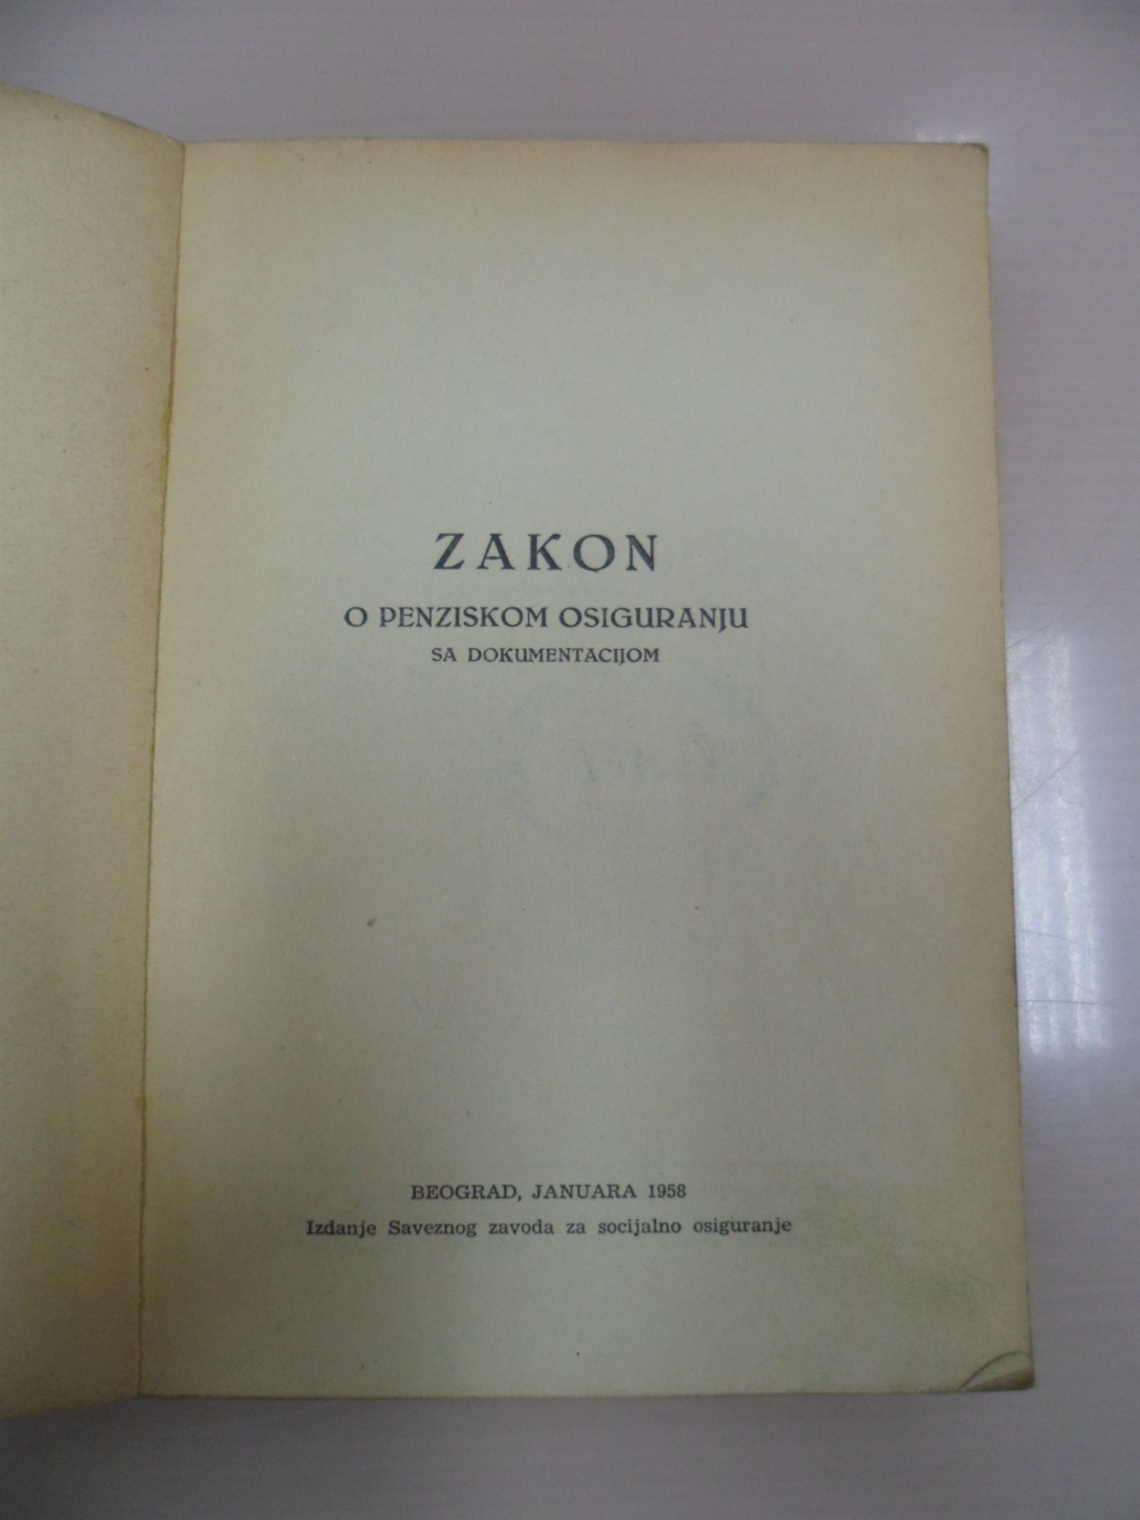 ZAKON
O PENZISKOM OSIGURANJU
SA DOKUMENTACIJOM
BEOGRAD, JANUARA 1958
Izdanje Saveznog zavoda za socijalno osiguranje